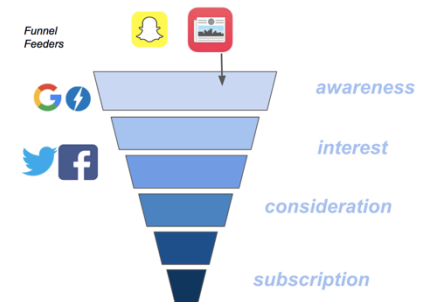 Funnel
Feeders
awareness
interest
consideration
subscription